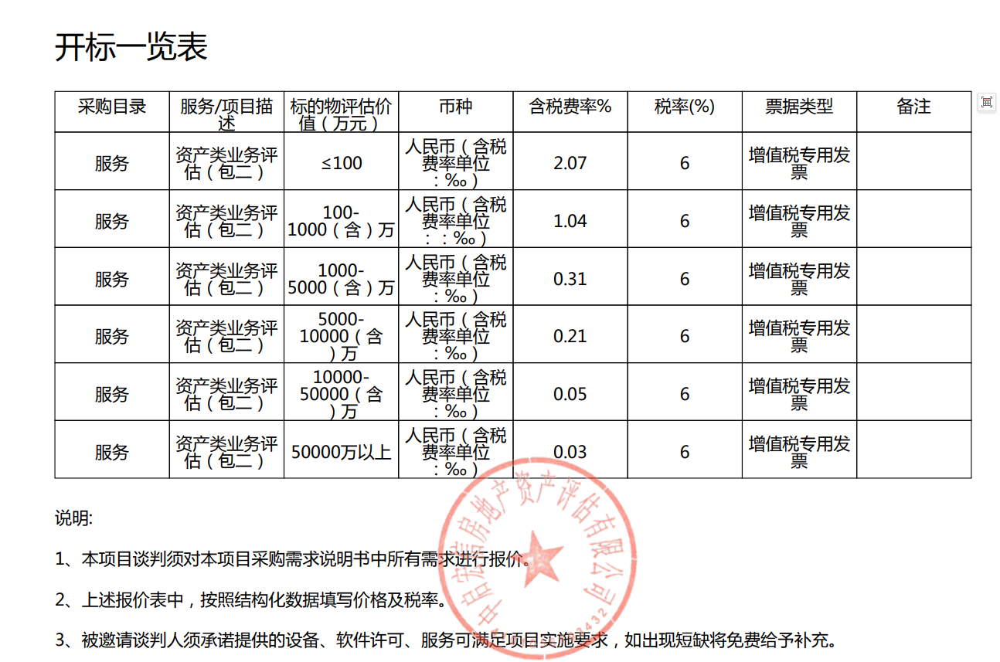 开标一览表
采购目录 服务/项目描述 标的物评估价值（万元） 币种 含税费率% 税率(%) 票据类型 备注
服务 资产类业务评估（包二） ≤100 人民币（含税费率单位：‰） 2.07 6 增值税专用发票
服务 资产类业务评估（包二） 100-1000（含）万 人民币（含税费率单位：：‰） 1.04 6 增值税专用发票
服务 资产类业务评估（包二） 1000-5000（含）万 人民币（含税费率单位：‰） 0.31 6 增值税专用发票
服务 资产类业务评估（包二） 5000-10000（含）万 人民币（含税费率单位：‰） 0.21 6 增值税专用发票
服务 资产类业务评估（包二） 10000-50000（含）万 人民币（含税费率单位：‰） 0.05 6 增值税专用发票
服务 资产类业务评估（包二） 50000万以上 人民币（含税费率单位：‰） 0.03 6 增值税专用发票
说明:
1、本项目谈判须对本项目采购需求说明书中所有需求进行报价。
2、上述报价表中，按照结构化数据填写价格及税率。
3、被邀请谈判人须承诺提供的设备、软件许可、服务可满足项目实施要求，如出现短缺将免费给予补充。
房地产资产评估有限公司